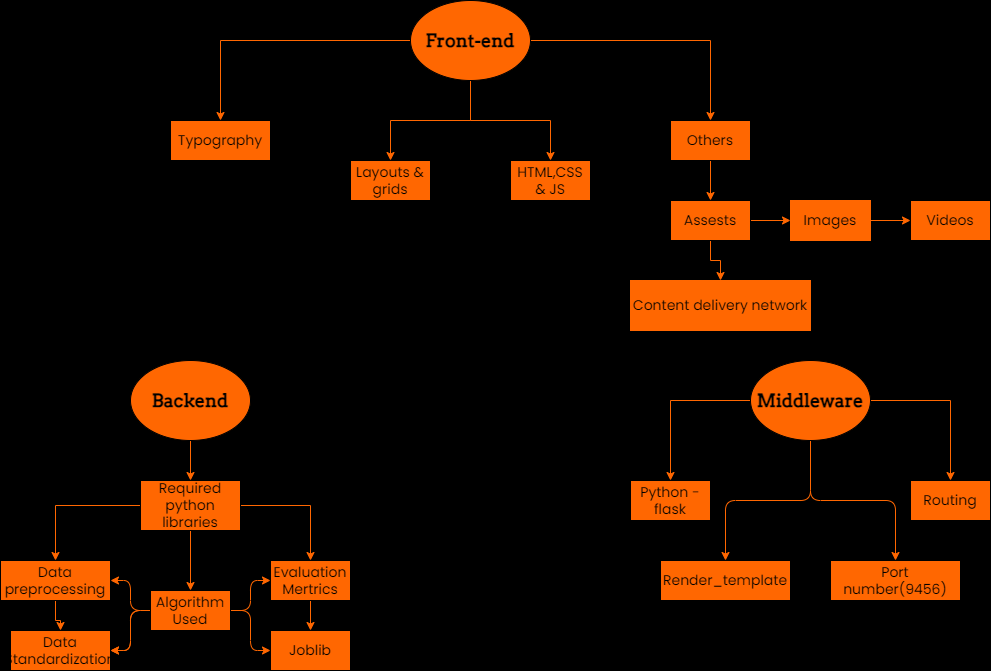 Front-end
Typography
Layouts &
grids
HTML,CSS
& JS
Others
Assests
Images
Videos
Content delivery network
Backend
Required
python
libraries
Data
preprocessing
Algorithm
Used
Evaluation
Mertrics
Data
tandardization
Joblib
Middleware
Python -
flask
Routing
Render_template
Port
number(9456)